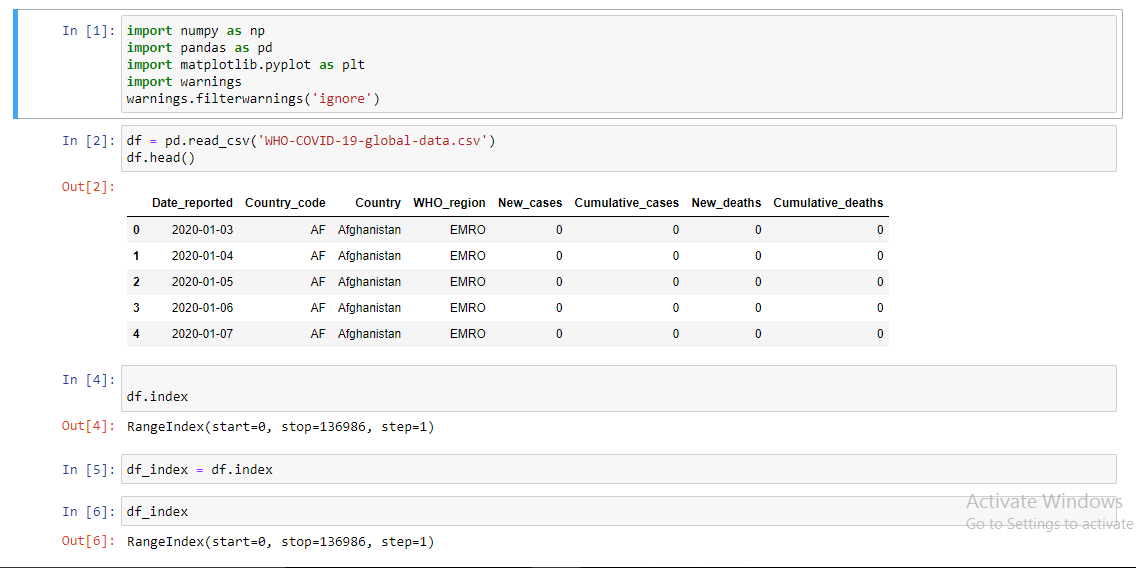 In [1]: import numpy as np
import pandas as pd
import matplotlib.pyplot as plt
import warnings
warnings.filterwarnings('ignore')
In [2]: df = pd.read_csv('WHO-COVID-19-global-data.csv')
df.head()
Out[2]:
Date_reported Country_code Country WHO_region New_cases Cumulative_cases New_deaths Cumulative_deaths
0 2020-01-03 AF Afghanistan EMRO 0 0 0 0
1 2020-01-04 AF Afghanistan EMRO 0 0 0 0
2 2020-01-05 AF Afghanistan EMRO 0 0 0 0
3 2020-01-06 AF Afghanistan EMRO 0 0 0 0
4 2020-01-07 AF Afghanistan EMRO 0 0 0 0
In [4]:
df.index
Out[4]: RangeIndex(start=0, stop=136986, step=1)
In [5]: df_index = df.index
In [6]: df_index
Out[6]: RangeIndex(start=0, stop=136986, step=1)
Activate Windows
Go to Settings to activate